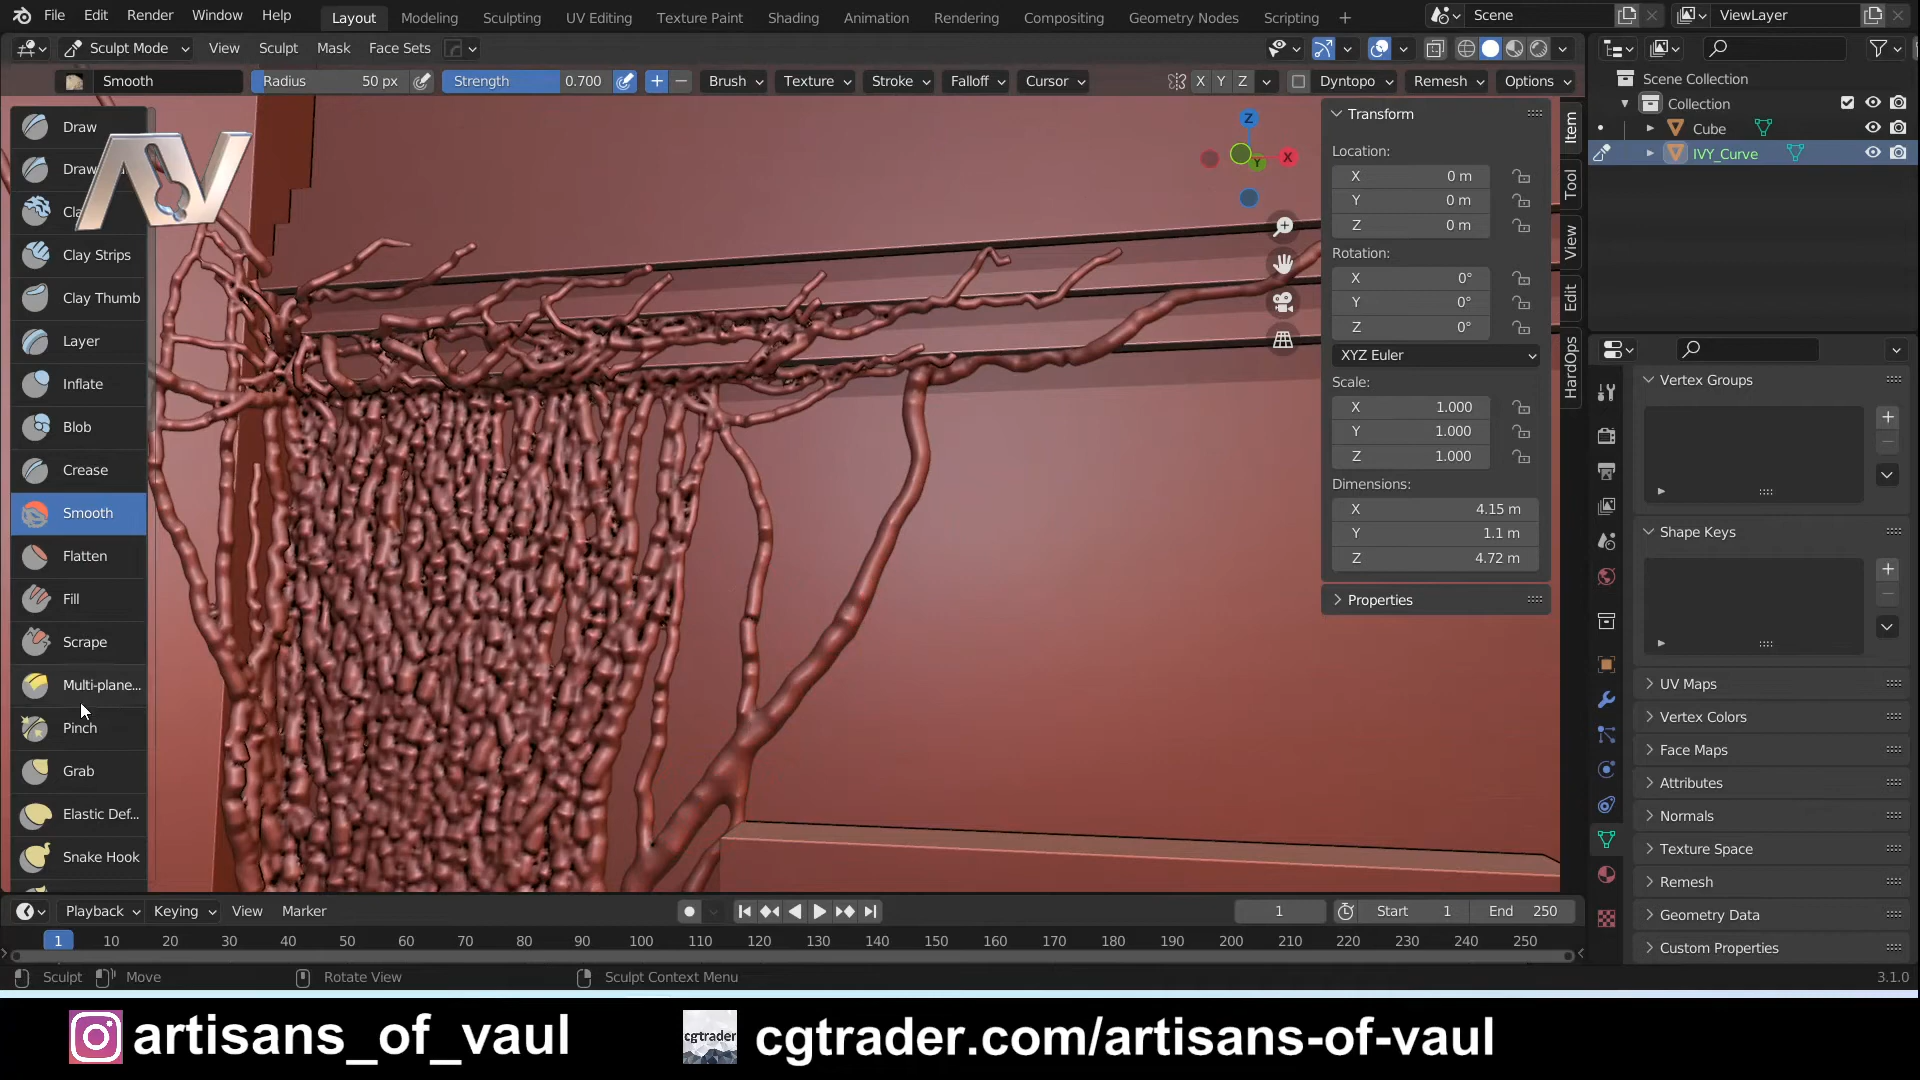 File Edit Render Window Help Layout Modeling Sculpting UV Editing Texture Paint Shading Animation Rendering Compositing Geometry Nodes Scripting + Scene ViewLayer
Sculpt Mode View Sculpt Mask Face Sets
Smooth Radius 50 px Strength 0.700 Brush Texture Stroke Falloff Cursor X Y Z Dyntopo Remesh Options
Scene Collection
Collection
Cube
IVY_Curve
Draw
Draw
Cla
Clay Strips
Clay Thumb
Layer
Inflate
Blob
Crease
Smooth
Flatten
Fill
Scrape
Multi-plane...
Pinch
Grab
Elastic Def...
Snake Hook
AV
Z
X
Y
Transform
Location:
X 0 m
Y 0 m
Z 0 m
Rotation:
X 0°
Y 0°
Z 0°
XYZ Euler
Scale:
X 1.000
Y 1.000
Z 1.000
Dimensions:
X 4.15 m
Y 1.1 m
Z 4.72 m
Properties
Item
Tool
View
Edit
HardOps
Vertex Groups
Shape Keys
UV Maps
Vertex Colors
Face Maps
Attributes
Normals
Texture Space
Remesh
Geometry Data
Custom Properties
Playback Keying View Marker 1 Start 1 End 250
1 10 20 30 40 50 60 70 80 90 100 110 120 130 140 150 160 170 180 190 200 210 220 230 240 250
Sculpt Move Rotate View Sculpt Context Menu 3.1.0
artisans_of_vaul cgtrader cgtrader.com/artisans-of-vaul